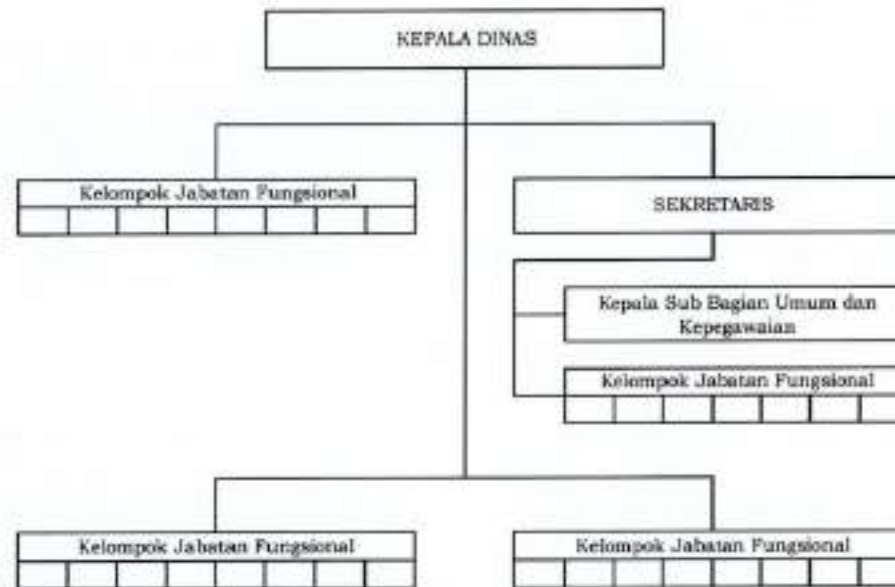 KEPALA DINAS
Kelompok Jabatan Fungsional
SEKRETARIS
Kepala Sub Bagian Umum dan
Kepegawaian
Kelompok Jabatan Fungsional
Kelompok Jabatan Fungsional
Kelompok Jabatan Fungsional